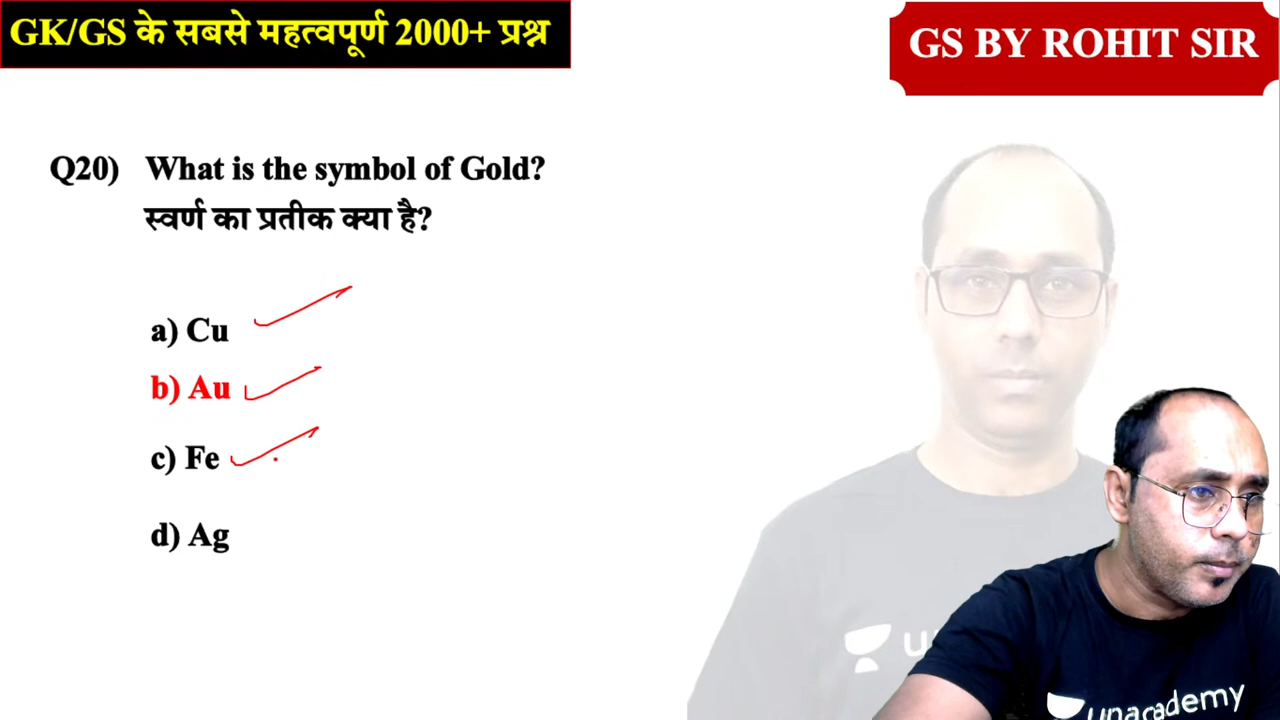 GK/GS के सबसे महत्वपूर्ण 2000+ प्रश्न
GS BY ROHIT SIR
Q20) What is the symbol of Gold?
स्वर्ण का प्रतीक क्या है?
a) Cu
b) Au
c) Fe
d) Ag
unacademy